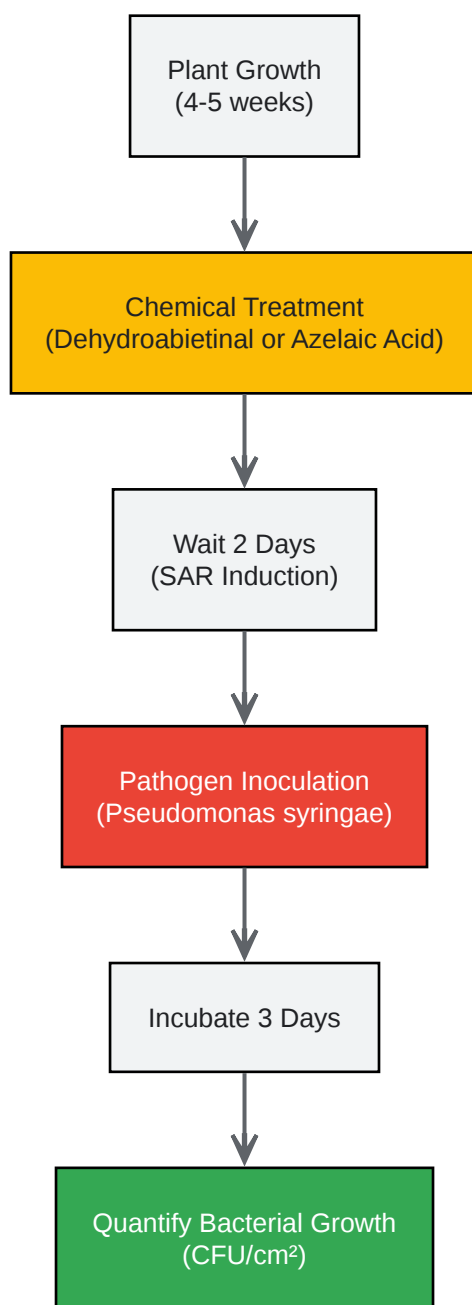 Plant Growth
(4-5 weeks)
Chemical Treatment
(Dehydroabietinal or Azelaic Acid)
Wait 2 Days
(SAR Induction)
Pathogen Inoculation
(Pseudomonas syringae)
Incubate 3 Days
Quantify Bacterial Growth
(CFU/cm²)